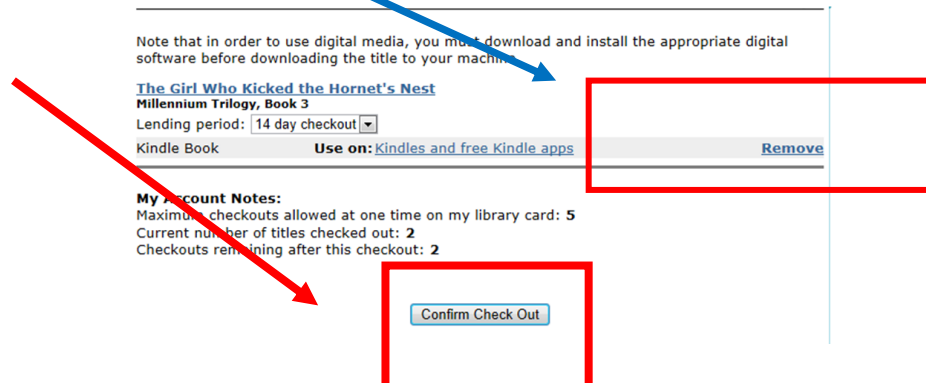 Note that in order to use digital media, you must download and install the appropriate digital
software before downloading the title to your machine.
The Girl Who Kicked the Hornet's Nest
Millennium Trilogy, Book 3
Lending period: 14 day checkout
Kindle Book Use on: Kindles and free Kindle apps Remove
My Account Notes:
Maximum checkouts allowed at one time on my library card: 5
Current number of titles checked out: 2
Checkouts remaining after this checkout: 2
Confirm Check Out